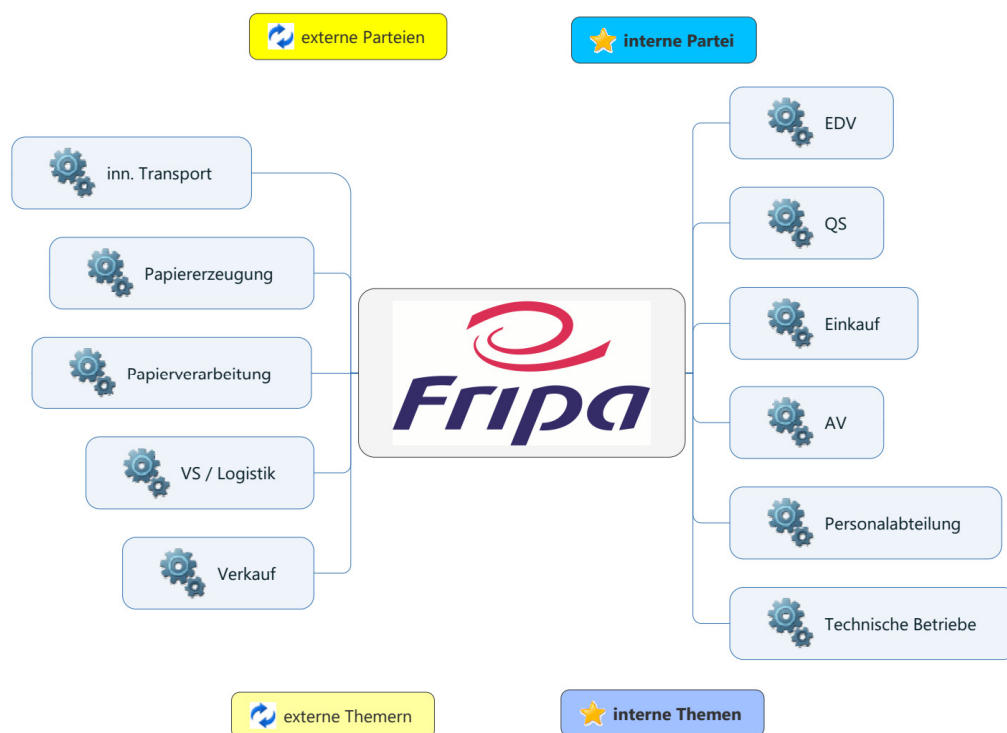 externe Parteien
interne Partei
inn. Transport
Papiererzeugung
Papierverarbeitung
VS / Logistik
Verkauf
Fripa
EDV
QS
Einkauf
AV
Personalabteilung
Technische Betriebe
externe Themern
interne Themen